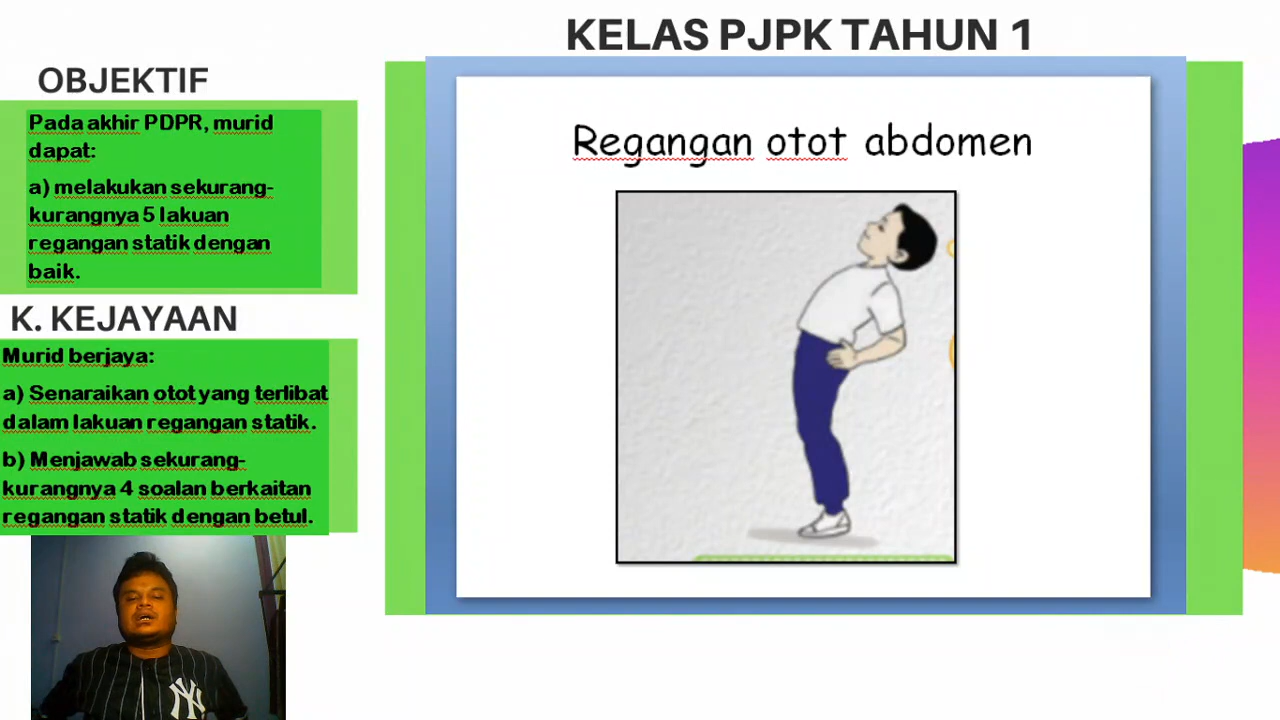 KELAS PJPK TAHUN 1
OBJEKTIF
Pada akhir PDPR, murid
dapat:
a) melakukan sekurang-
kurangnya 5 lakuan
regangan statik dengan
baik.
K. KEJAYAAN
Murid berjaya:
a) Senaraikan otot yang terlibat
dalam lakuan regangan statik.
b) Menjawab sekurang-
kurangnya 4 soalan berkaitan
regangan statik dengan betul.
Regangan otot abdomen
NY